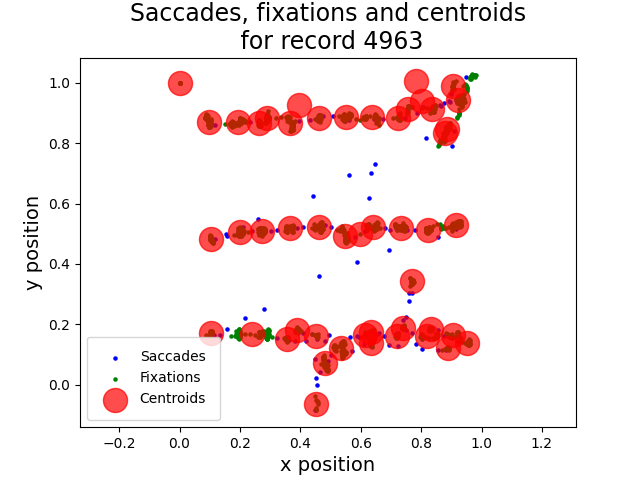 Saccades, fixations and centroids
for record 4963
y position
1.0
0.8
0.6
0.4
0.2
0.0
Saccades
Fixations
Centroids
−0.2
0.0
0.2
0.4
0.6
0.8
1.0
1.2
x position